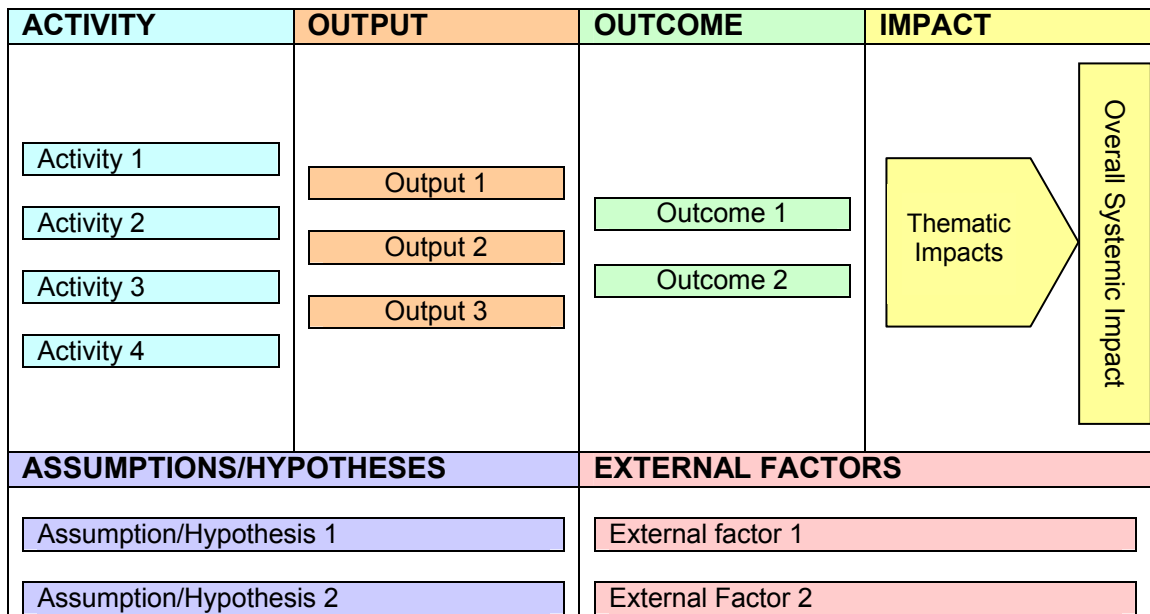 ACTIVITY
OUTPUT
OUTCOME
IMPACT
Activity 1
Activity 2
Activity 3
Activity 4
Output 1
Output 2
Output 3
Outcome 1
Outcome 2
Thematic
Impacts
Overall Systemic Impact
ASSUMPTIONS/HYPOTHESES
EXTERNAL FACTORS
Assumption/Hypothesis 1
Assumption/Hypothesis 2
External factor 1
External Factor 2